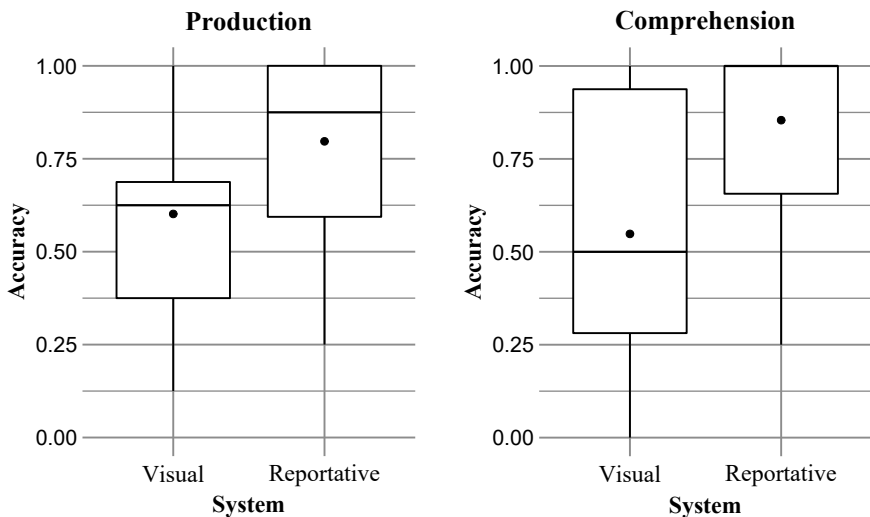 Production
Accuracy
1.00
0.75
0.50
0.25
0.00
Visual Reportative
System
Comprehension
Accuracy
1.00
0.75
0.50
0.25
0.00
Visual Reportative
System